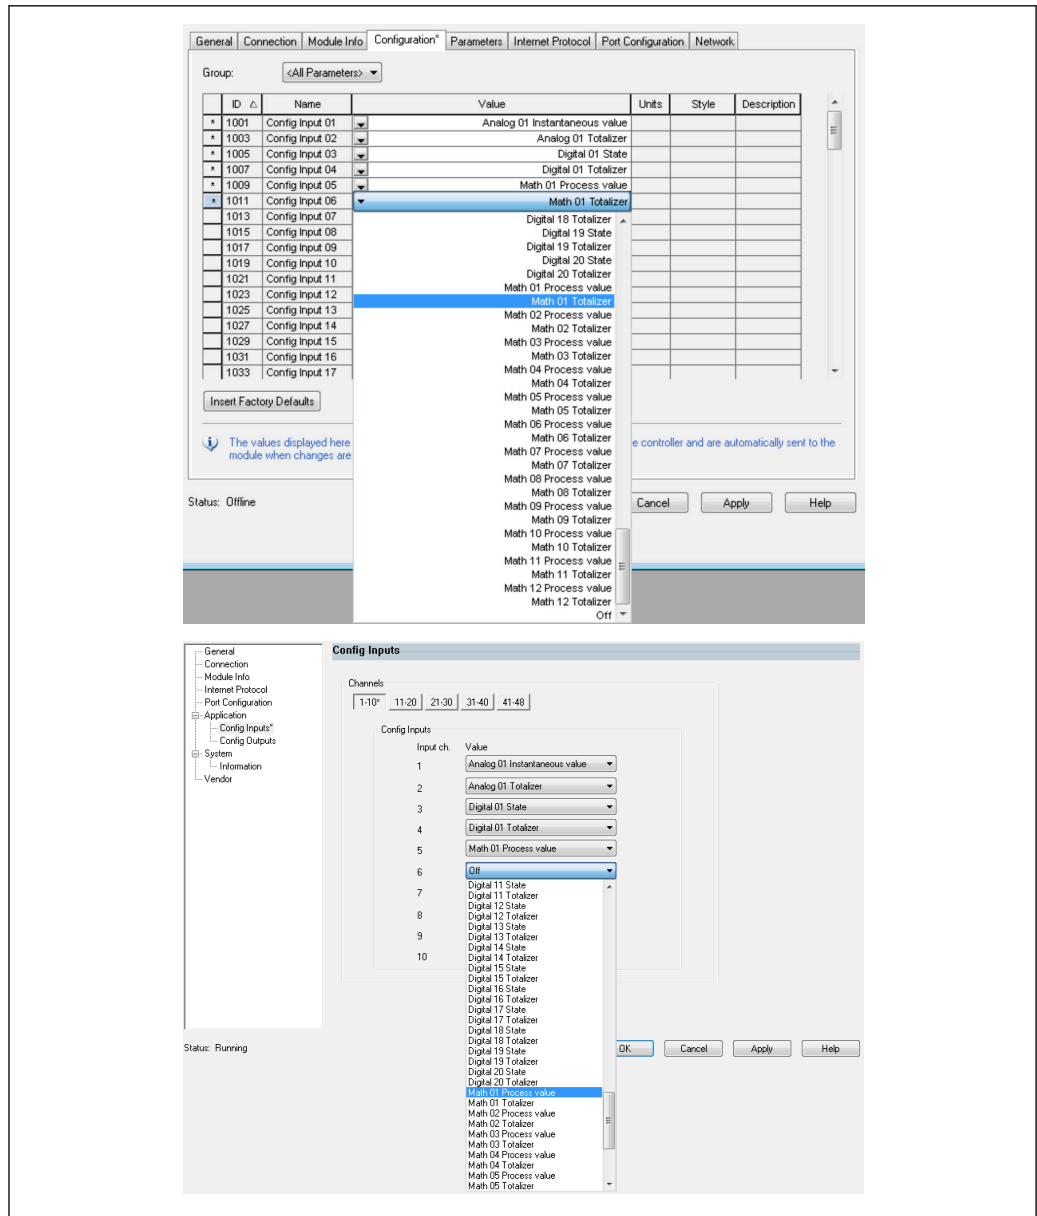 General Connection Module Info Configuration* Parameters Internet Protocol Port Configuration Network
Group: <All Parameters>
ID Name Value Units Style Description
* 1001 Config Input 01 Analog 01 Instantaneous value
* 1003 Config Input 02 Analog 01 Totalizer
* 1005 Config Input 03 Digital 01 State
* 1007 Config Input 04 Digital 01 Totalizer
* 1009 Config Input 05 Math 01 Process value
* 1011 Config Input 06 Math 01 Totalizer
1013 Config Input 07
1015 Config Input 08
1017 Config Input 09
1019 Config Input 10
1021 Config Input 11
1023 Config Input 12
1025 Config Input 13
1027 Config Input 14
1029 Config Input 15
1031 Config Input 16
1033 Config Input 17
Digital 18 Totalizer
Digital 19 State
Digital 19 Totalizer
Digital 20 State
Digital 20 Totalizer
Math 01 Process value
Math 01 Totalizer
Math 02 Process value
Math 02 Totalizer
Math 03 Process value
Math 03 Totalizer
Math 04 Process value
Math 04 Totalizer
Math 05 Process value
Math 05 Totalizer
Math 06 Process value
Math 06 Totalizer
Math 07 Process value
Math 07 Totalizer
Math 08 Process value
Math 08 Totalizer
Math 09 Process value
Math 09 Totalizer
Math 10 Process value
Math 10 Totalizer
Math 11 Process value
Math 11 Totalizer
Math 12 Process value
Math 12 Totalizer
Off
Insert Factory Defaults
The values displayed here e controller and are automatically sent to the
module when changes are
Status: Offline
Cancel Apply Help
General
Connection
Module Info
Internet Protocol
Port Configuration
Application
Config Inputs*
Config Outputs
System
Information
Vendor
Config Inputs
Channels
1-10* 11-20 21-30 31-40 41-48
Config Inputs
Input ch. Value
1 Analog 01 Instantaneous value
2 Analog 01 Totalizer
3 Digital 01 State
4 Digital 01 Totalizer
5 Math 01 Process value
6 Off
7
8
9
10
Digital 11 State
Digital 11 Totalizer
Digital 12 State
Digital 12 Totalizer
Digital 13 State
Digital 13 Totalizer
Digital 14 State
Digital 14 Totalizer
Digital 15 State
Digital 15 Totalizer
Digital 16 State
Digital 16 Totalizer
Digital 17 State
Digital 17 Totalizer
Digital 18 State
Digital 18 Totalizer
Digital 19 State
Digital 19 Totalizer
Digital 20 State
Digital 20 Totalizer
Math 01 Process value
Math 01 Totalizer
Math 02 Process value
Math 02 Totalizer
Math 03 Process value
Math 03 Totalizer
Math 04 Process value
Math 04 Totalizer
Math 05 Process value
Math 05 Totalizer
Status: Running
OK Cancel Apply Help